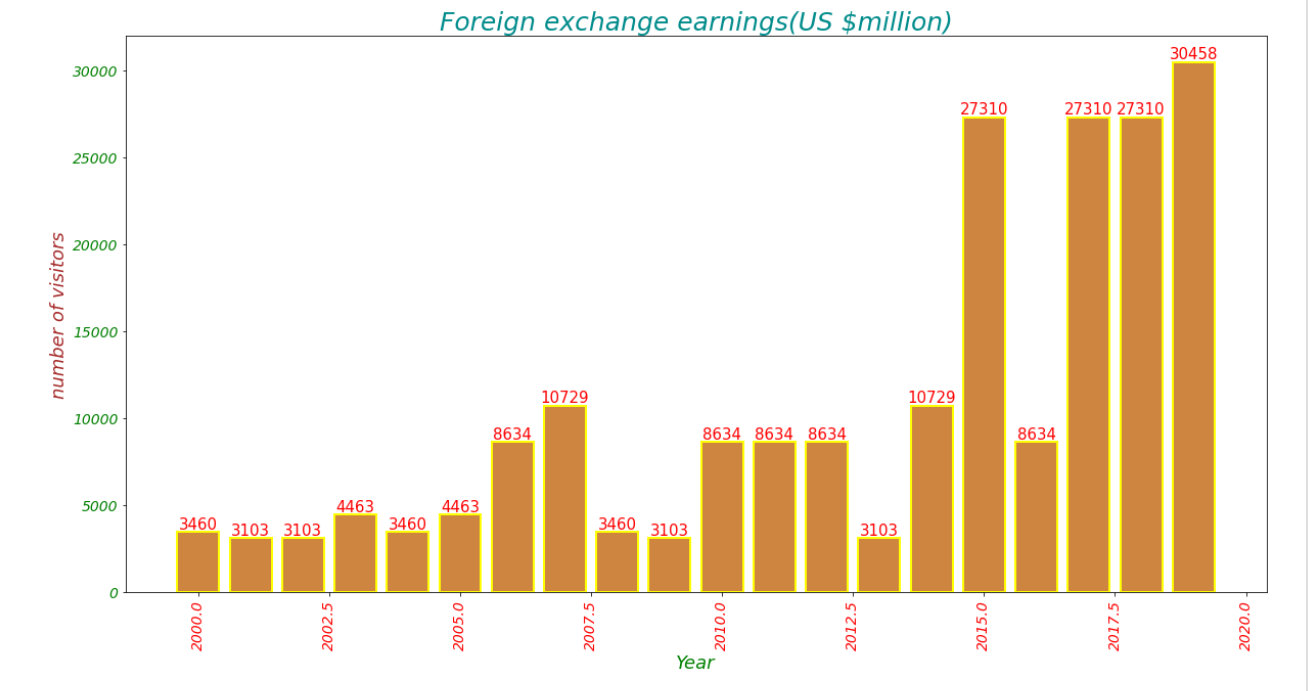 Foreign exchange earnings(US $million)
30458
30000
27310 27310 27310
25000
number of visitors
20000
15000
10729 10729
10000
8634 8634 8634 8634 8634
5000
4463 4463
3460 3103 3103 3460 3460 3103 3103
0
2000.0 2002.5 2005.0 2007.5 2010.0 2012.5 2015.0 2017.5 2020.0
Year